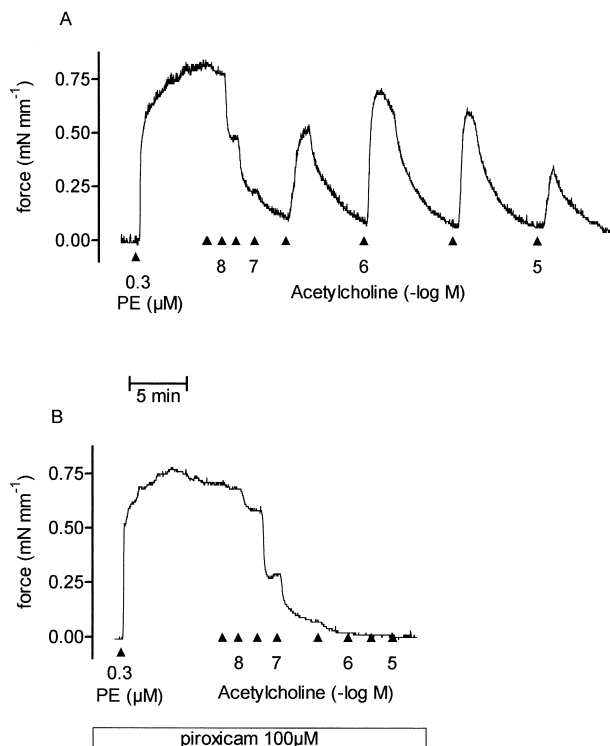 A
force (mN mm⁻¹)
0.75
0.50
0.25
0.00
8 7 6 5
0.3
PE (µM)
Acetylcholine (-log M)
5 min
B
force (mN mm⁻¹)
0.75
0.50
0.25
0.00
8 7 6 5
0.3
PE (µM)
Acetylcholine (-log M)
piroxicam 100µM